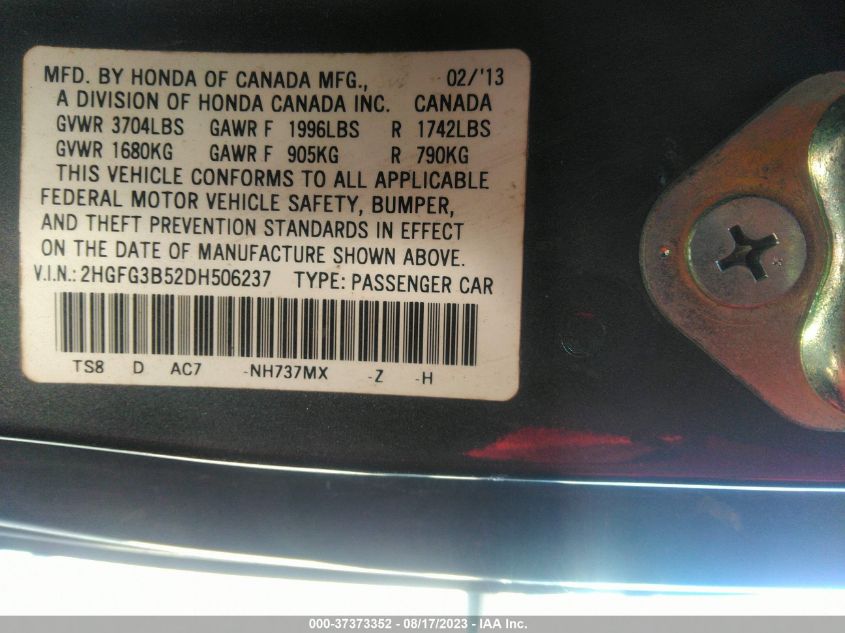 MFD. BY HONDA OF CANADA MFG., 02/'13
A DIVISION OF HONDA CANADA INC. CANADA
GVWR 3704LBS GAWR F 1996LBS R 1742LBS
GVWR 1680KG GAWR F 905KG R 790KG
THIS VEHICLE CONFORMS TO ALL APPLICABLE
FEDERAL MOTOR VEHICLE SAFETY, BUMPER,
AND THEFT PREVENTION STANDARDS IN EFFECT
ON THE DATE OF MANUFACTURE SHOWN ABOVE.
V.I.N.: 2HGFG3B52DH506237 TYPE: PASSENGER CAR
TS8 D AC7 -NH737MX -Z -H
000-37373352 - 08/17/2023 - IAA Inc.